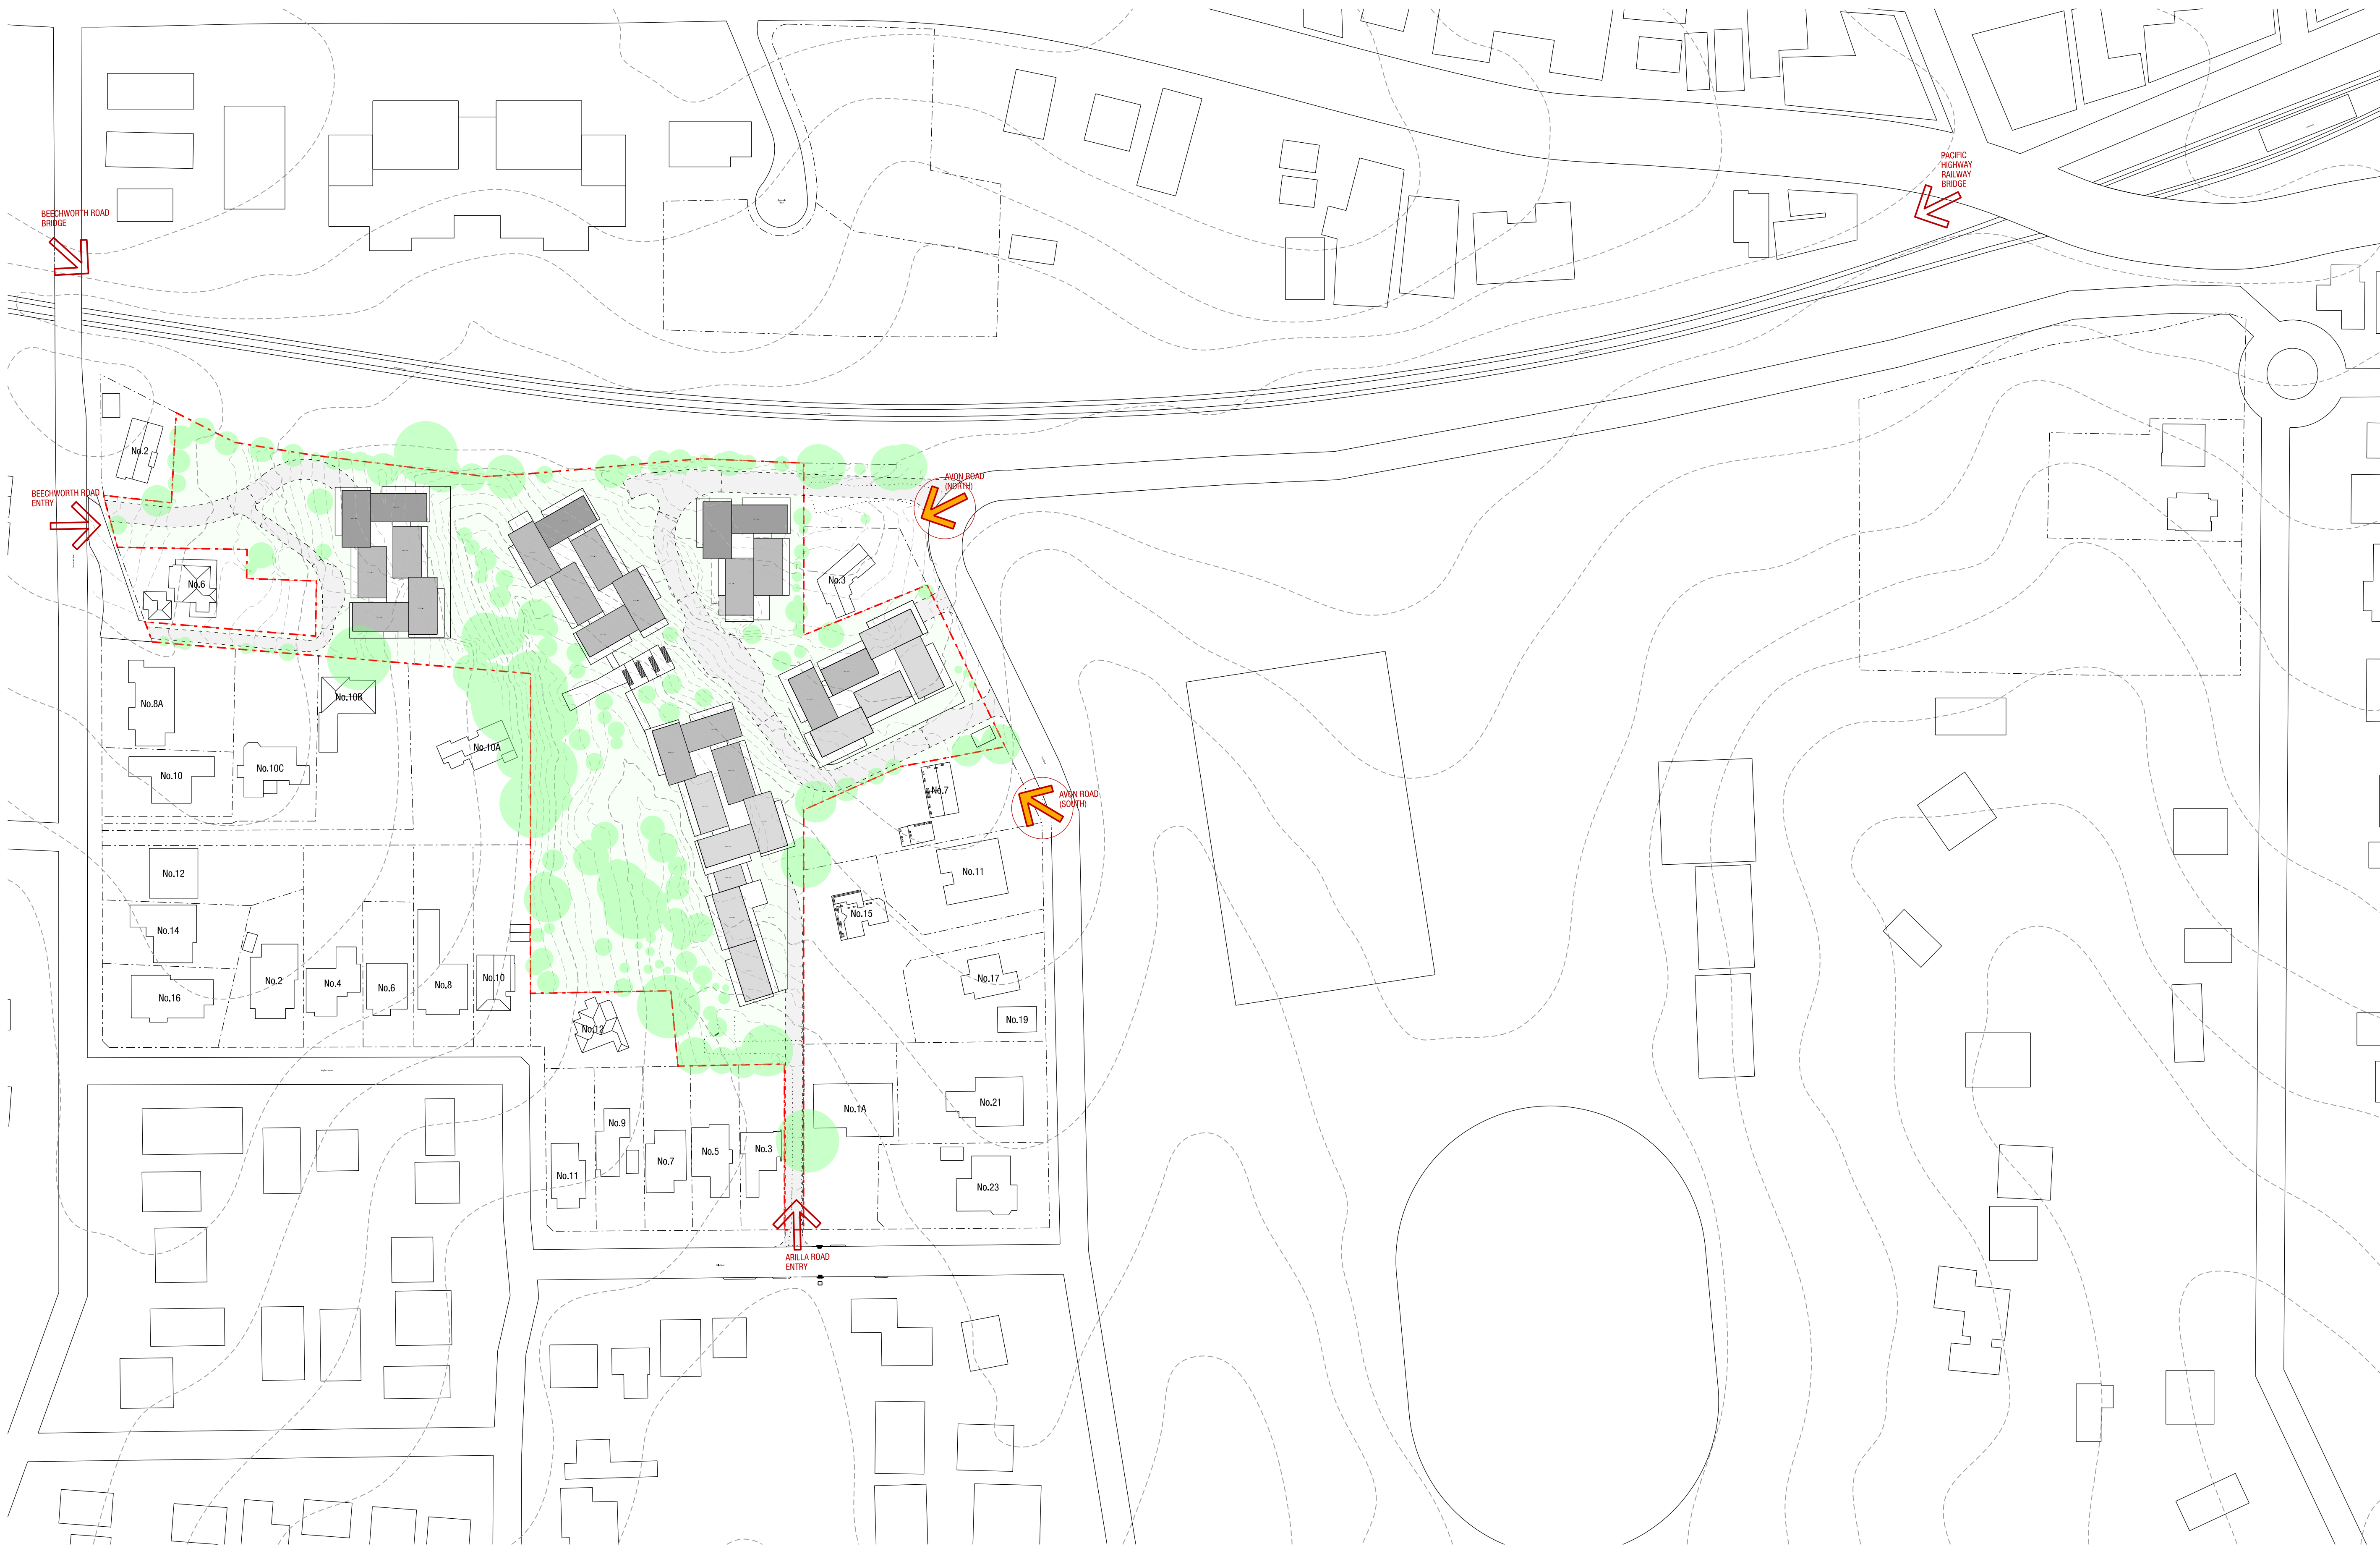 PACIFIC
HIGHWAY
RAILWAY
BRIDGE
BEECHWORTH ROAD
BRIDGE
No.2
AVON ROAD
(NORTH)
BEECHWORTH ROAD
ENTRY
No.6
No.3
No.8A
No.10B
No.10A
No.10C
No.10
No.7
AVON ROAD
(SOUTH)
No.12
No.11
No.14
No.15
No.2
No.4
No.6
No.8
No.10
No.17
No.16
No.12
No.19
No.21
No.1A
No.9
No.11
No.7
No.5
No.3
No.23
ARILLA ROAD
ENTRY